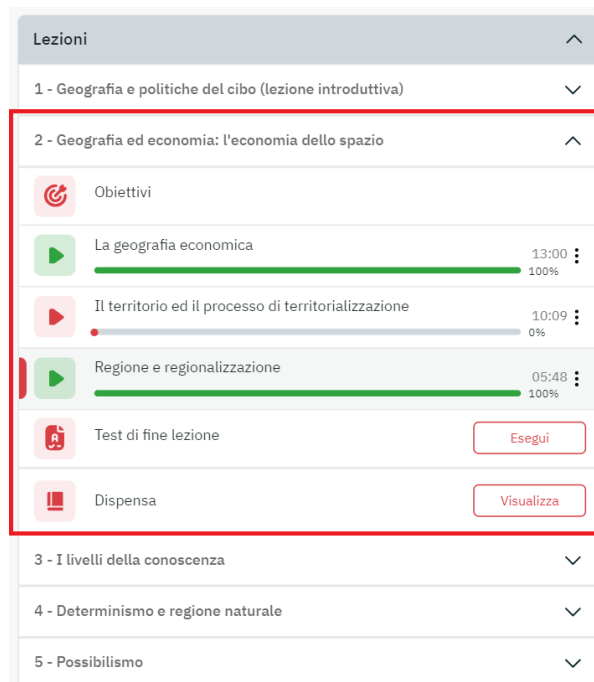 Lezioni
1 - Geografia e politiche del cibo (lezione introduttiva)
2 - Geografia ed economia: l'economia dello spazio
Obiettivi
La geografia economica
13:00
100%
Il territorio ed il processo di territorializzazione
10:09
0%
Regione e regionalizzazione
05:48
100%
Test di fine lezione
Esegui
Dispensa
Visualizza
3 - I livelli della conoscenza
4 - Determinismo e regione naturale
5 - Possibilismo